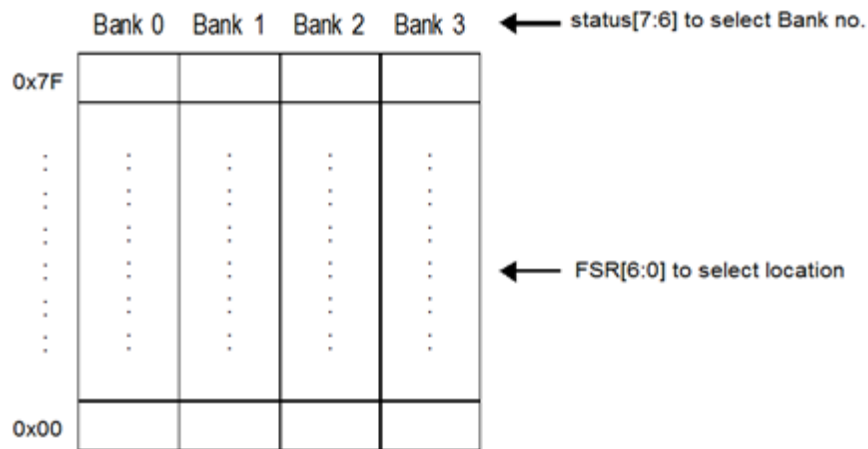 Bank 0 Bank 1 Bank 2 Bank 3 status[7:6] to select Bank no.
0x7F
FSR[6:0] to select location
0x00